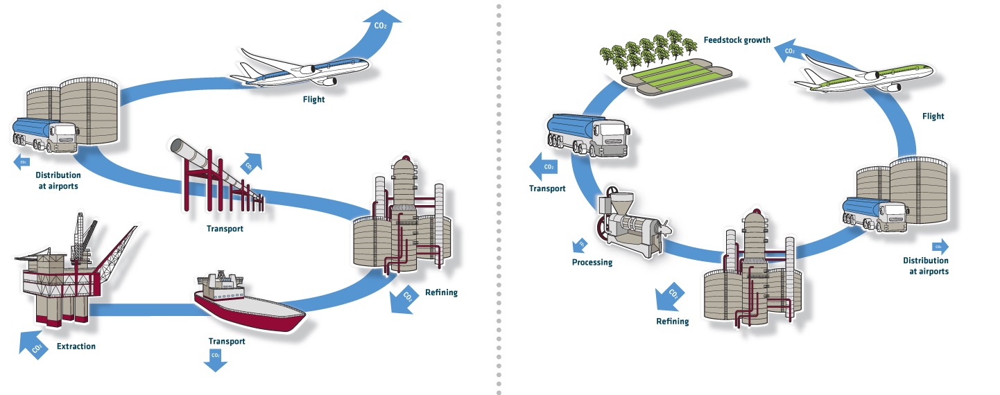 CO₂
Flight
CO₂
Distribution
at airports
CO₂
Transport
Refining
CO₂
Extraction
CO₂
Transport
CO₂
Feedstock growth
CO₂
Flight
CO₂
Transport
CO₂
Processing
CO₂
Distribution
at airports
CO₂
Refining